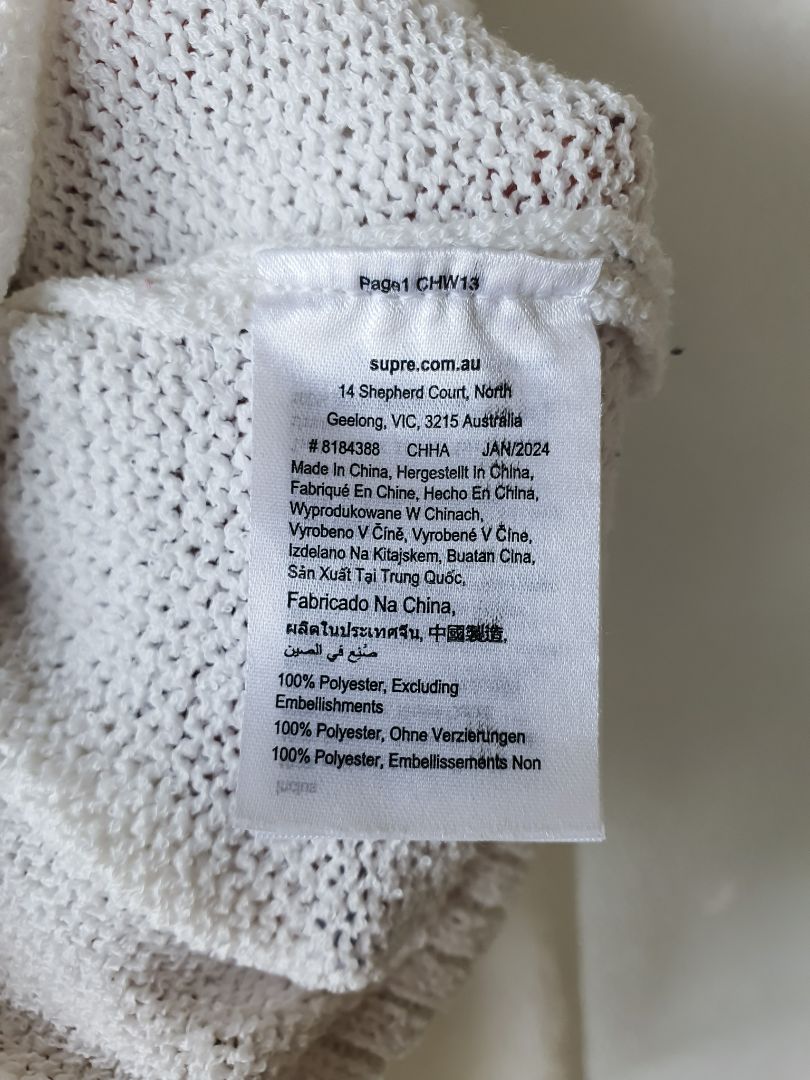 Page1 CHW13
supre.com.au
14 Shepherd Court, North
Geelong, VIC, 3215 Australia
# 8184388 CHHA JAN/2024
Made In China, Hergestellt In China,
Fabriqué En Chine, Hecho En China,
Wyprodukowane W Chinach,
Vyrobeno V Číně, Vyrobené V Číne,
Izdelano Na Kitajskem, Buatan Cina,
Sản Xuất Tại Trung Quốc,
Fabricado Na China,
ผลิตในประเทศจีน, 中國製造,
صُنِع في الصين
100% Polyester, Excluding
Embellishments
100% Polyester, Ohne Verzierungen
100% Polyester, Embellissements Non